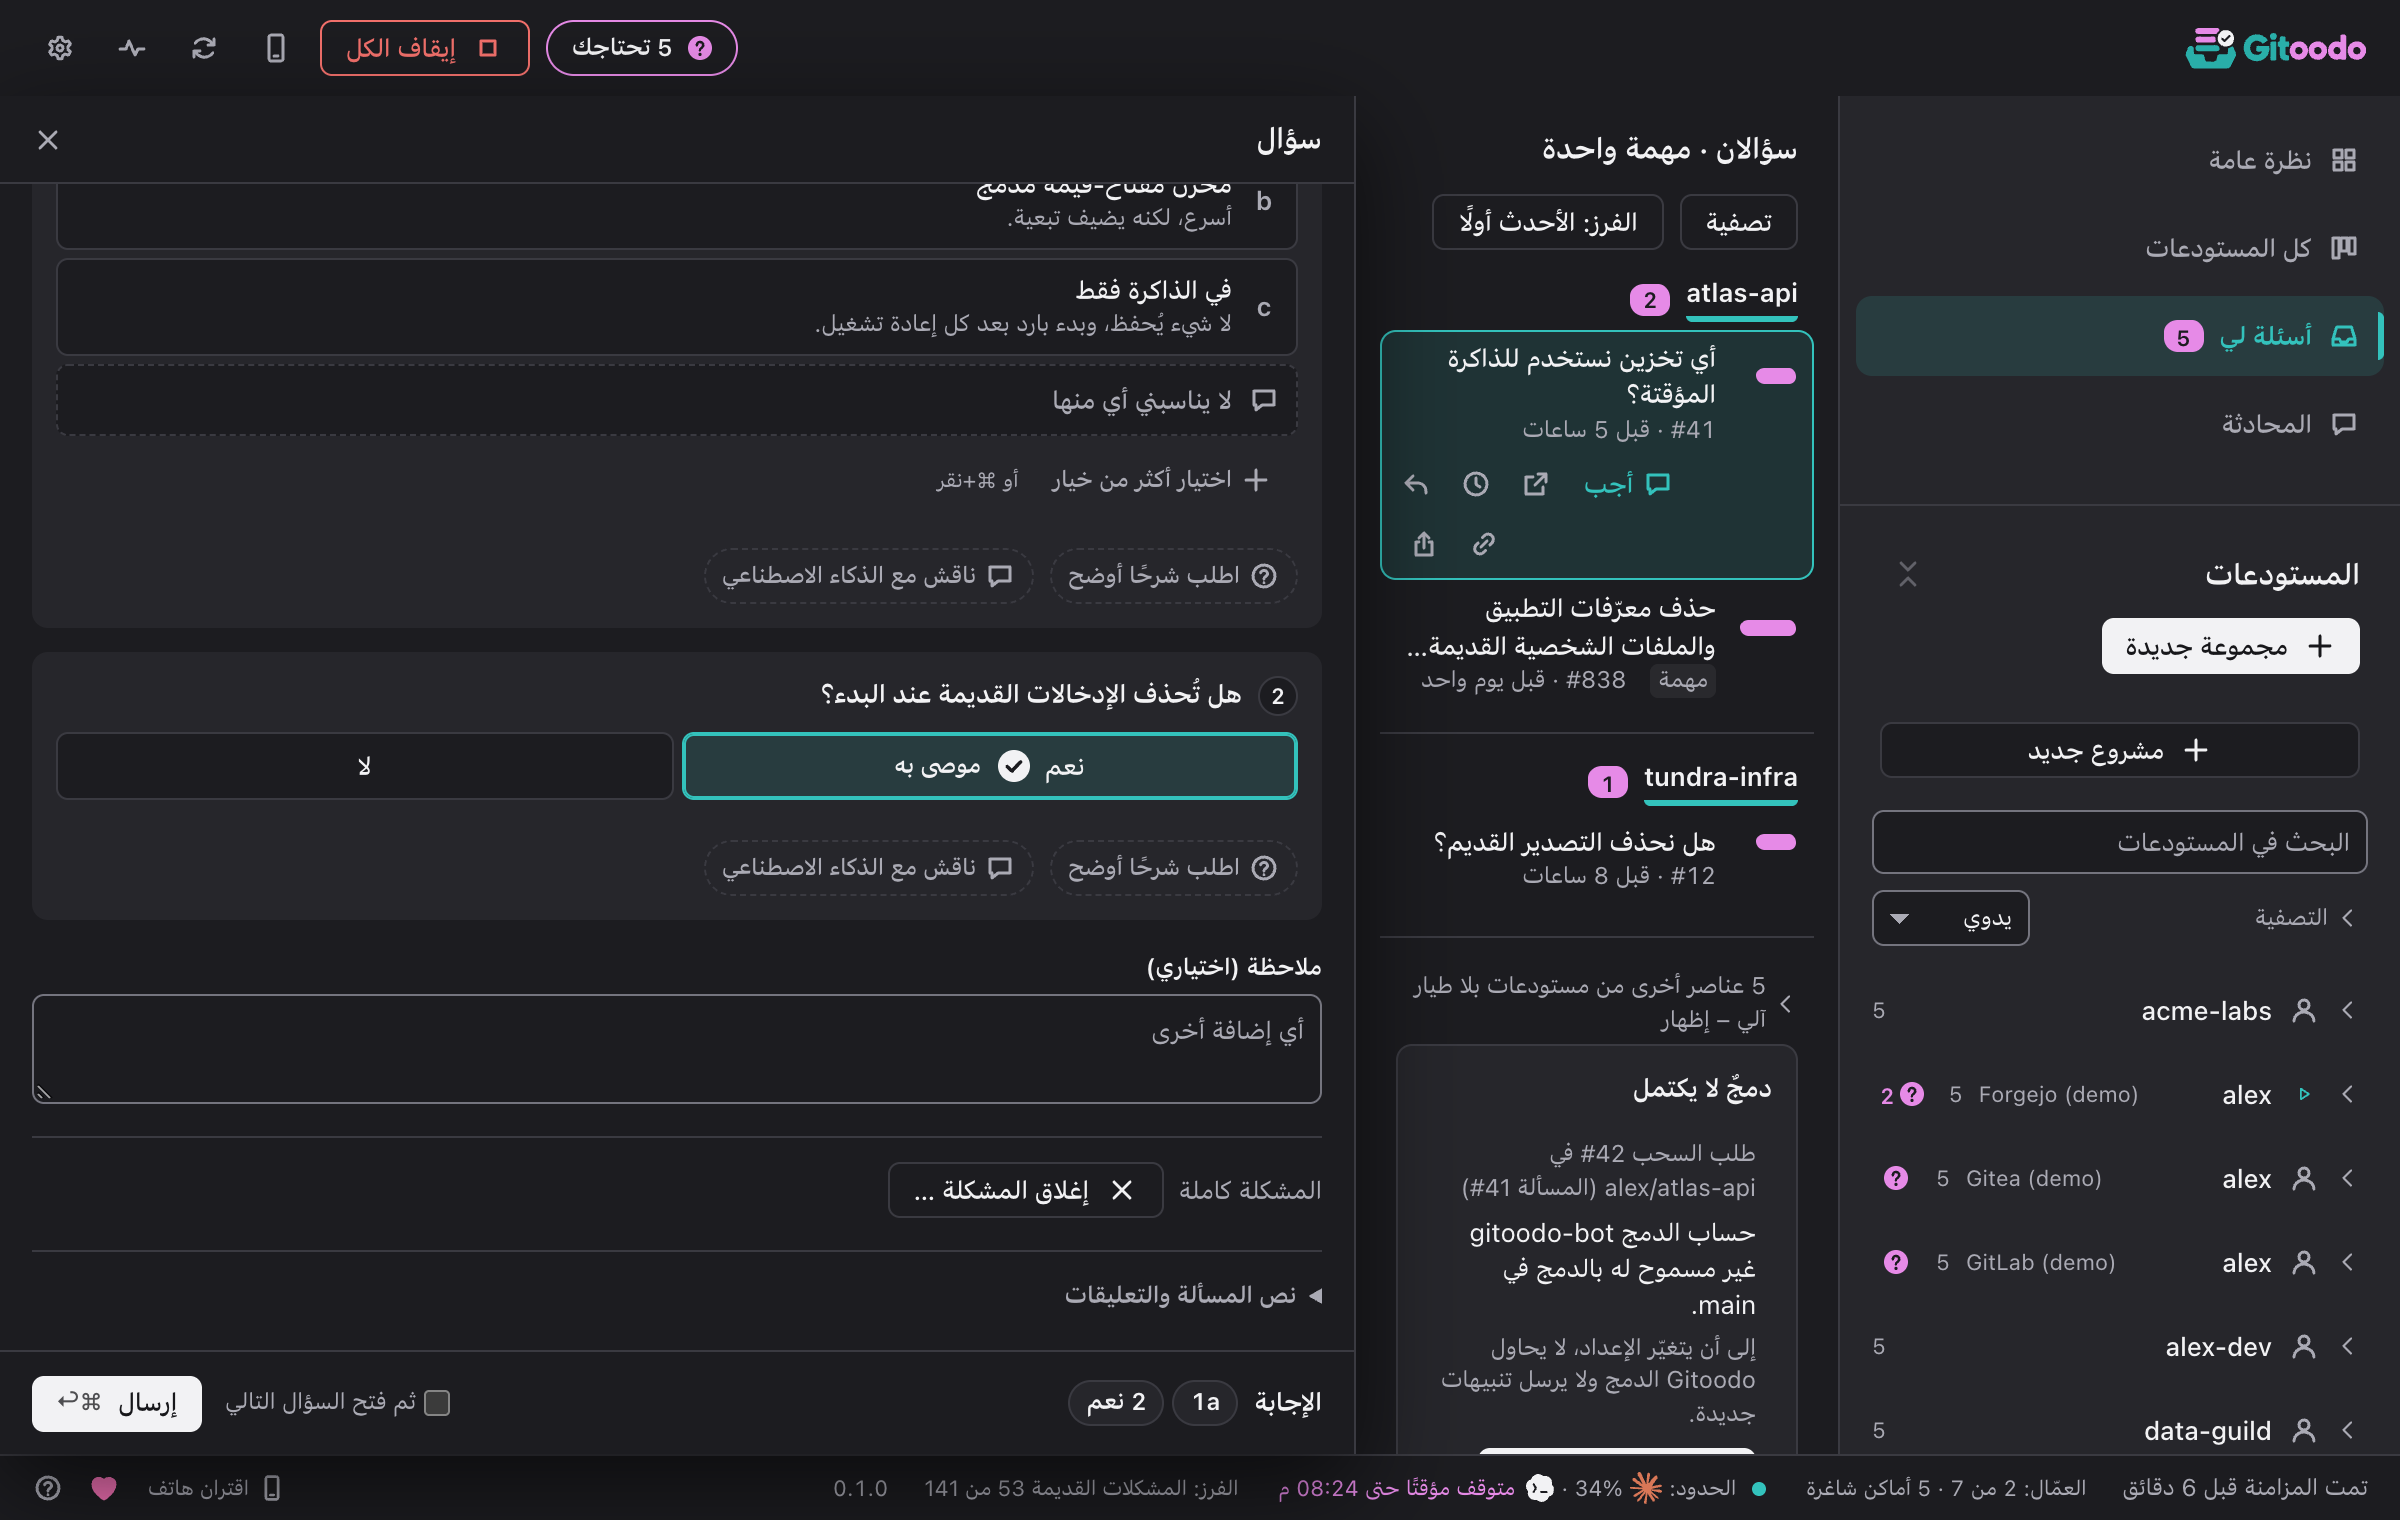 Gitoodo
5 تحتاجك
إيقاف الكل
نظرة عامة
كل المستودعات
أسئلة لي 5
المحادثة
المستودعات
مجموعة جديدة
مشروع جديد
البحث في المستودعات
التصفية
يدوي
acme-labs 5
alex Forgejo (demo) 5 2
alex Gitea (demo) 5
alex GitLab (demo) 5
alex-dev 5
data-guild 5
سؤالان · مهمة واحدة
تصفية
الفرز: الأحدث أولًا
atlas-api 2
أي تخزين نستخدم للذاكرة
المؤقتة؟
#41 · قبل 5 ساعات
أجب
حذف معرّفات التطبيق
والملفات الشخصية القديمة...
مهمة #838 · قبل يوم واحد
tundra-infra 1
هل نحذف التصدير القديم؟
#12 · قبل 8 ساعات
5 عناصر أخرى من مستودعات بلا طيار
آلي – إظهار
دمجٌ لا يكتمل
طلب السحب #42 في
alex/atlas-api (المسألة #41)
حساب الدمج gitoodo-bot
غير مسموح له بالدمج في
main.
إلى أن يتغيّر الإعداد، لا يحاول
Gitoodo الدمج ولا يرسل تنبيهات
جديدة.
سؤال
b مخزن مفتاح-قيمة مدمج
أسرع، لكنه يضيف تبعية.
c في الذاكرة فقط
لا شيء يُحفظ، وبدء بارد بعد كل إعادة تشغيل.
لا يناسبني أي منها
اختيار أكثر من خيار أو ⌘+نقر
اطلب شرحًا أوضح
ناقش مع الذكاء الاصطناعي
2 هل تُحذف الإدخالات القديمة عند البدء؟
نعم موصى به
لا
اطلب شرحًا أوضح
ناقش مع الذكاء الاصطناعي
ملاحظة (اختياري)
أي إضافة أخرى
المشكلة كاملة
إغلاق المشكلة ...
نص المسألة والتعليقات
الإجابة 1a 2 نعم
ثم فتح السؤال التالي
إرسال ⌘↩
تمت المزامنة قبل 6 دقائق
العمّال: 2 من 7 · 5 أماكن شاغرة
الحدود: 34% · متوقف مؤقتًا حتى 08:24 م
الفرز: المشكلات القديمة 53 من 141
0.1.0
اقتران هاتف